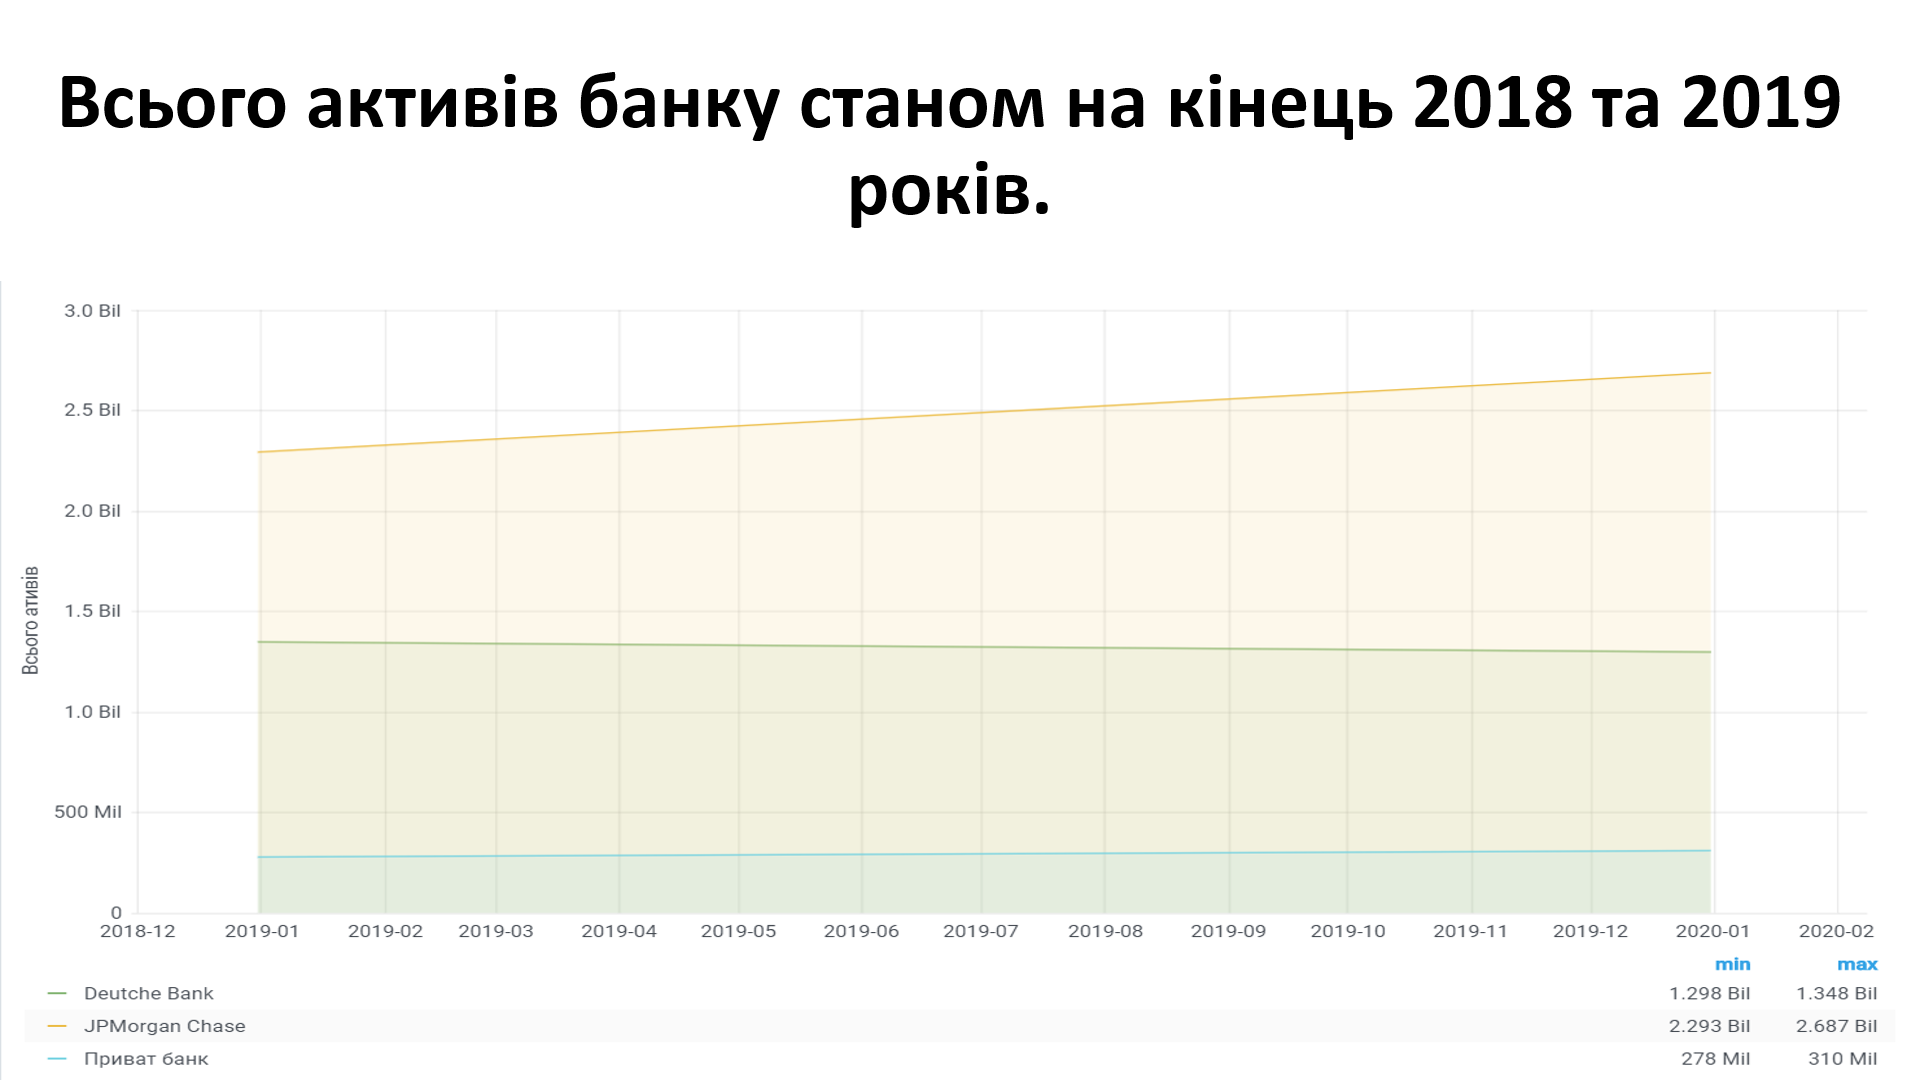 Всього активів банку станом на кінець 2018 та 2019
років.
3.0 Bil
2.5 Bil
2.0 Bil
1.5 Bil
1.0 Bil
500 Mil
0
Всього ативів
2018-12 2019-01 2019-02 2019-03 2019-04 2019-05 2019-06 2019-07 2019-08 2019-09 2019-10 2019-11 2019-12 2020-01 2020-02
min max
Deutche Bank 1.298 Bil 1.348 Bil
JPMorgan Chase 2.293 Bil 2.687 Bil
Приват банк 278 Mil 310 Mil